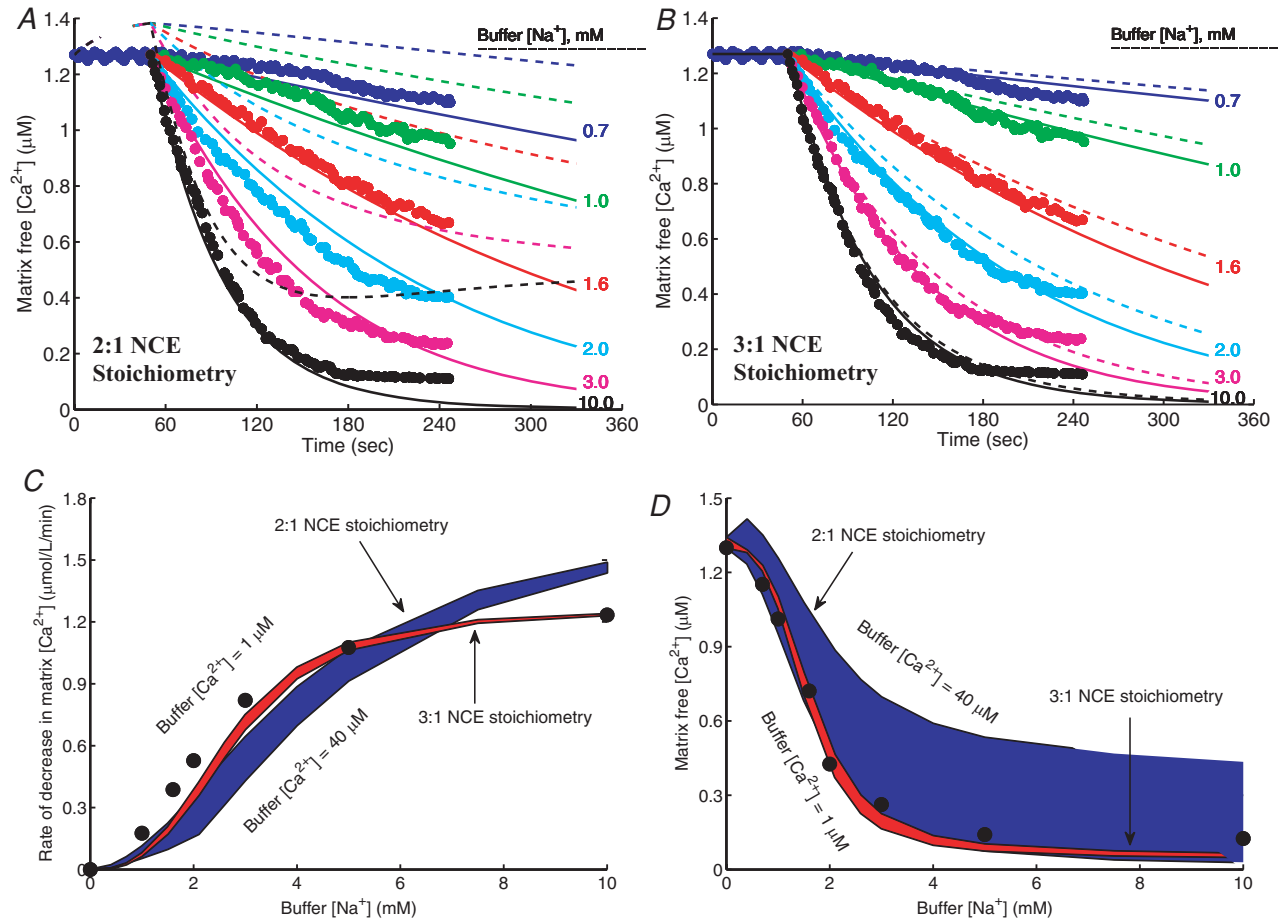 A
Buffer [Na+], mM
Matrix free [Ca2+] (μM)
1.4
1.2
1
0.8
0.6
0.4
0.2
0
0.7
1.0
1.6
2.0
3.0
10.0
2:1 NCE
Stoichiometry
0
60
120
180
240
300
360
Time (sec)
B
Buffer [Na+], mM
Matrix free [Ca2+] (μM)
1.4
1.2
1
0.8
0.6
0.4
0.2
0
0.7
1.0
1.6
2.0
3.0
10.0
3:1 NCE
Stoichiometry
0
60
120
180
240
300
360
Time (sec)
C
Rate of decrease in matrix [Ca2+] (μmol/L/min)
1.8
1.5
1.2
0.9
0.6
0.3
0
2:1 NCE stoichiometry
Buffer [Ca2+] = 1 μM
3:1 NCE stoichiometry
Buffer [Ca2+] = 40 μM
0
2
4
6
8
10
Buffer [Na+] (mM)
D
Matrix free [Ca2+] (μM)
1.5
1.2
0.9
0.6
0.3
0
2:1 NCE stoichiometry
Buffer [Ca2+] = 40 μM
3:1 NCE stoichiometry
Buffer [Ca2+] = 1 μM
0
2
4
6
8
10
Buffer [Na+] (mM)